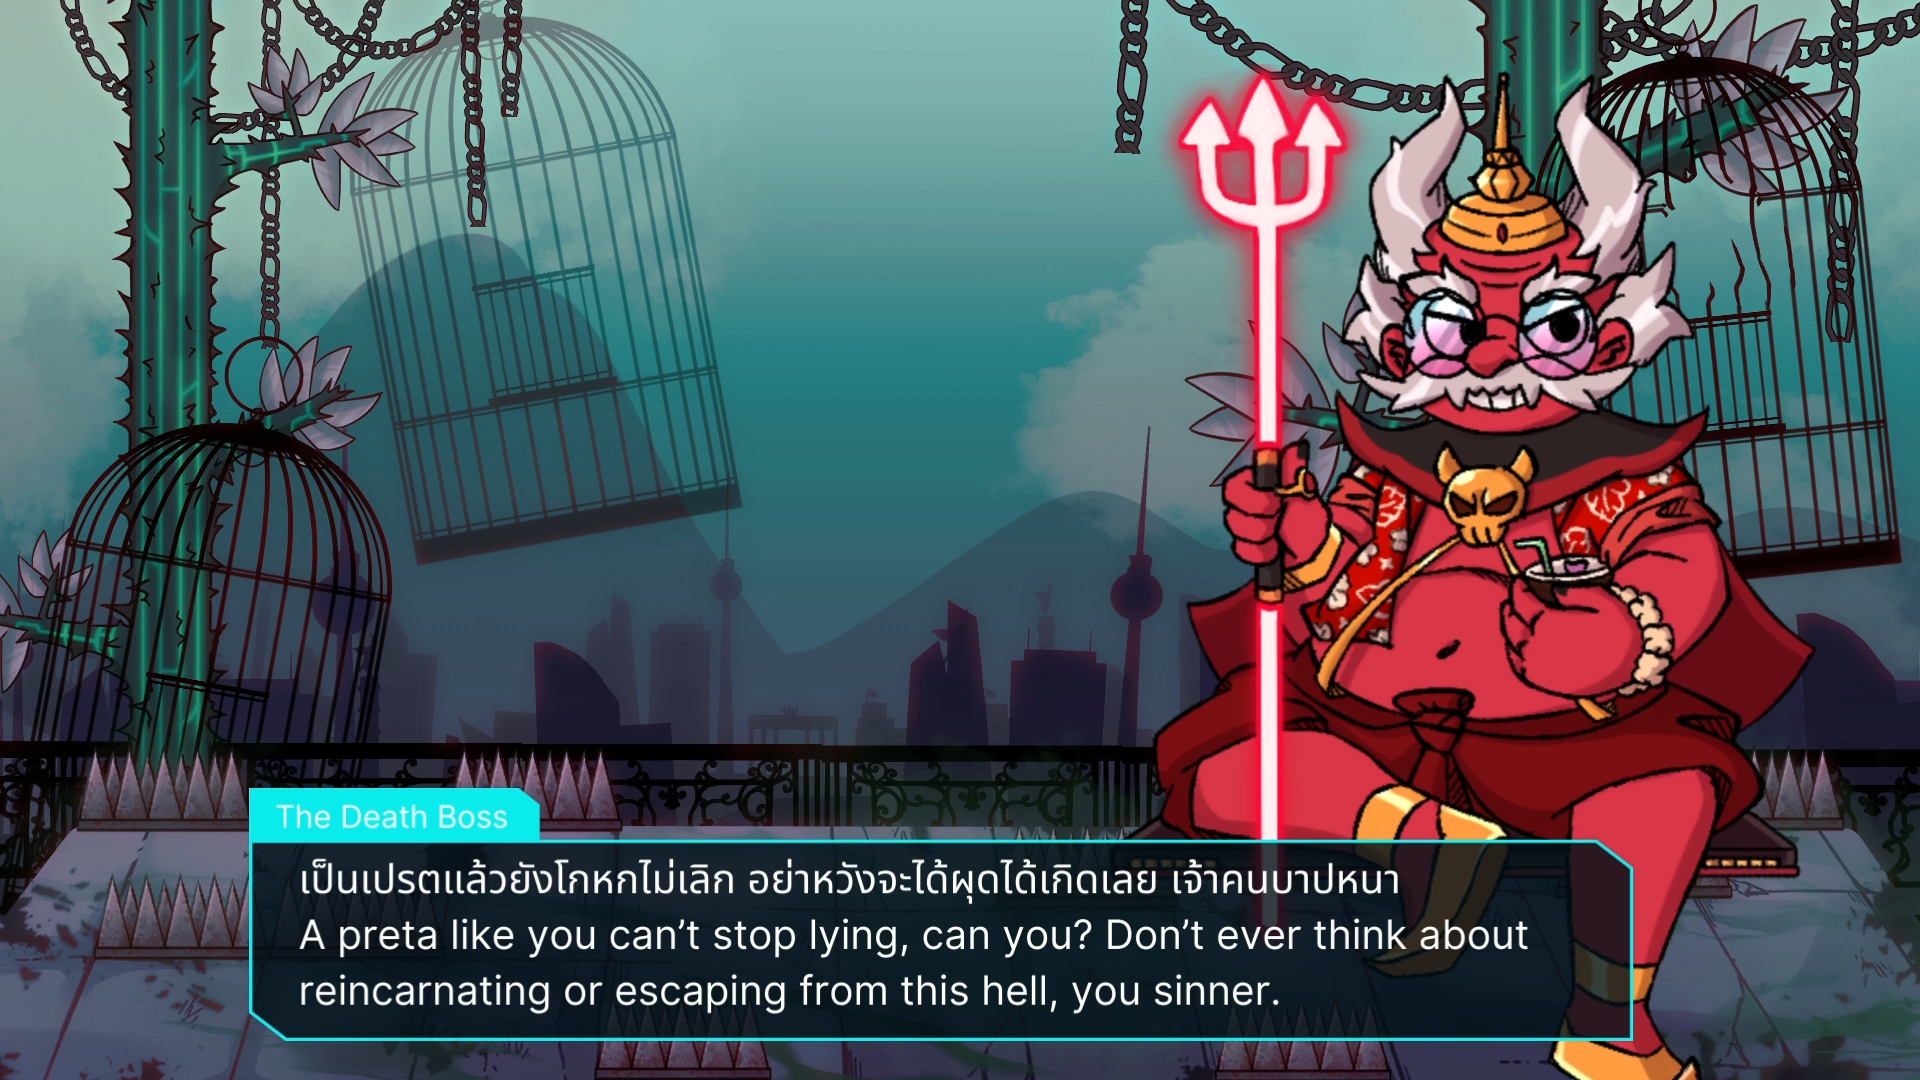 The Death Boss
เป็นเปรตแล้วยังโกหกไม่เลิก อย่าหวังจะได้ผุดได้เกิดเลย เจ้าคนบาปหนา
A preta like you can’t stop lying, can you? Don’t ever think about
reincarnating or escaping from this hell, you sinner.